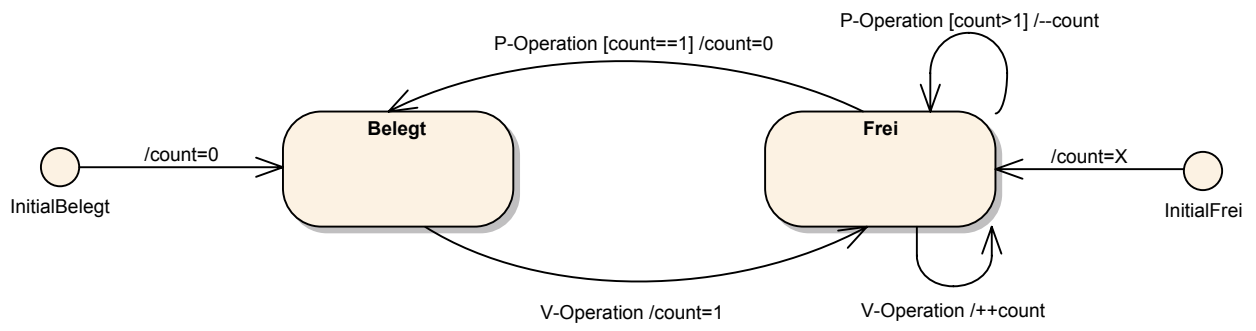 P-Operation [count>1] /--count
P-Operation [count==1] /count=0
Belegt
Frei
/count=0
/count=X
InitialBelegt
InitialFrei
V-Operation /count=1
V-Operation /++count